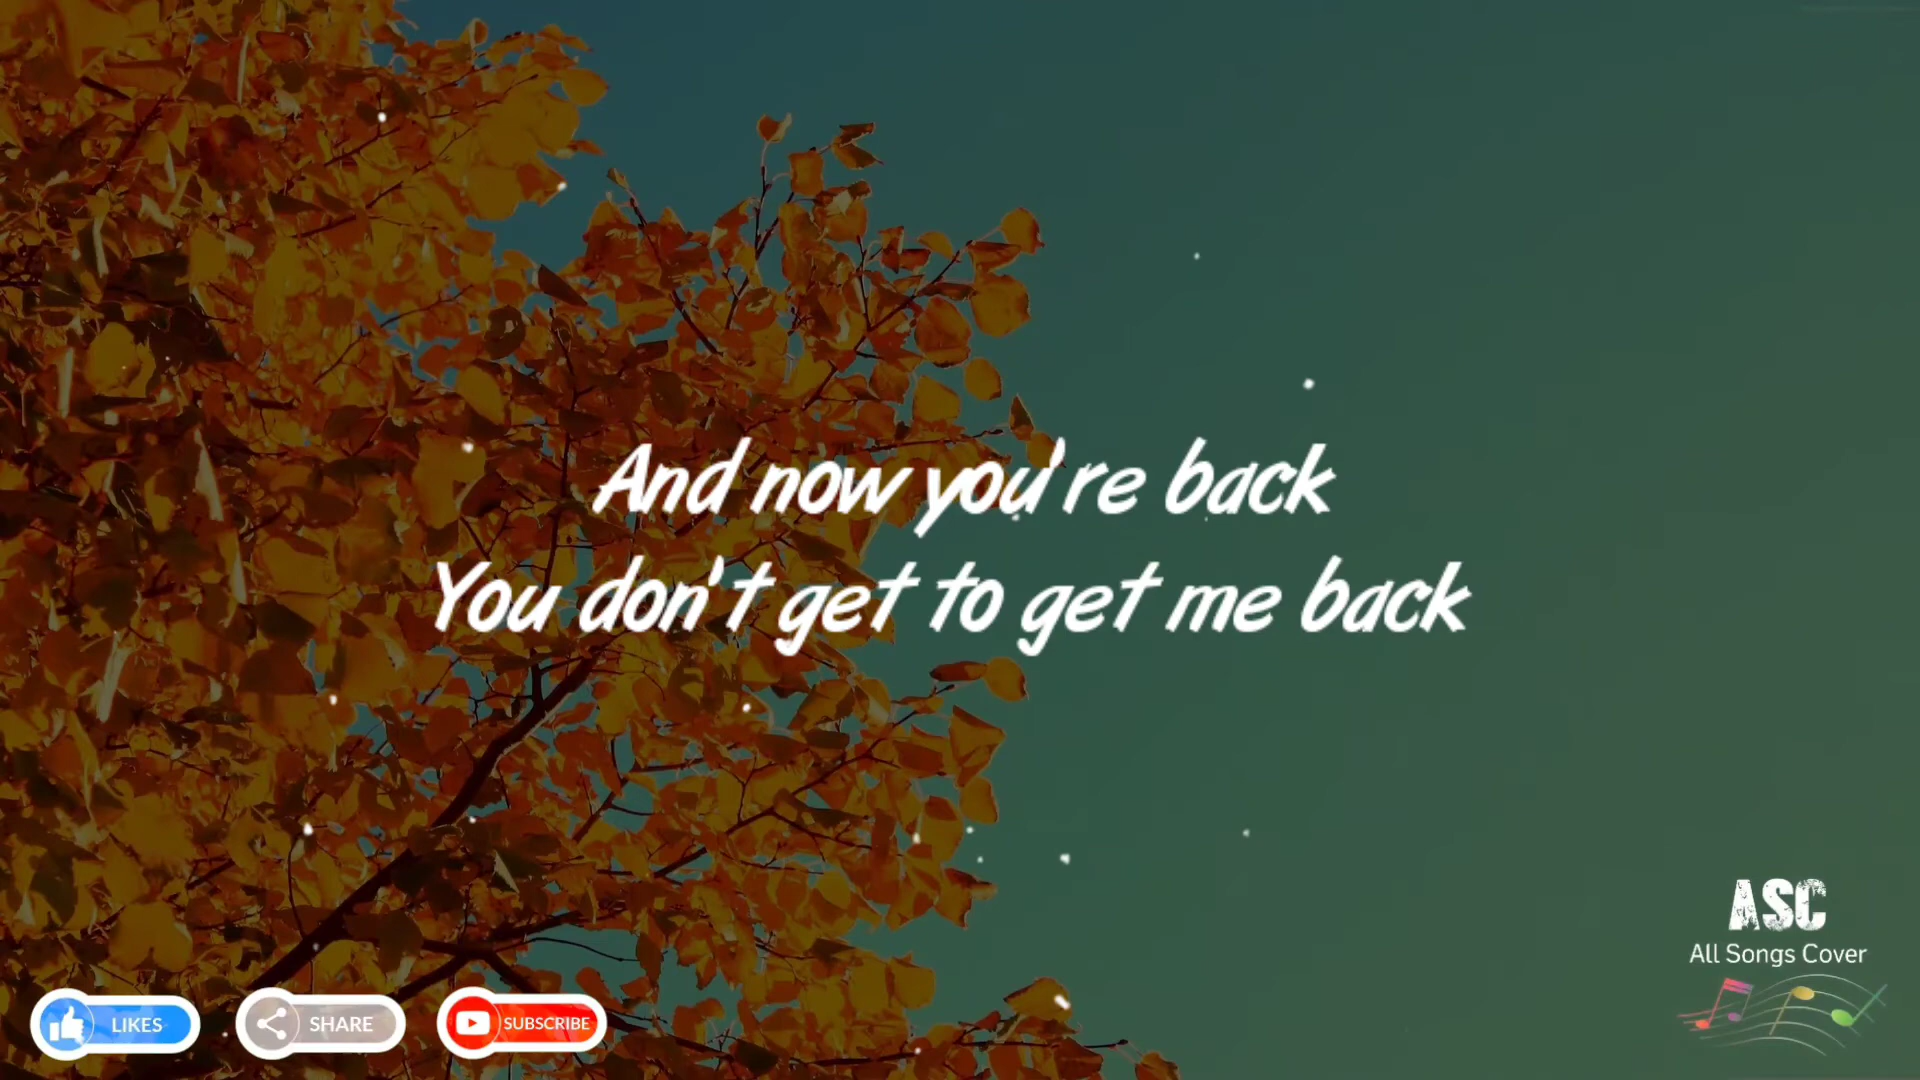 And now you're back
You don't get to get me back
ASC
All Songs Cover
LIKES
SHARE
SUBSCRIBE